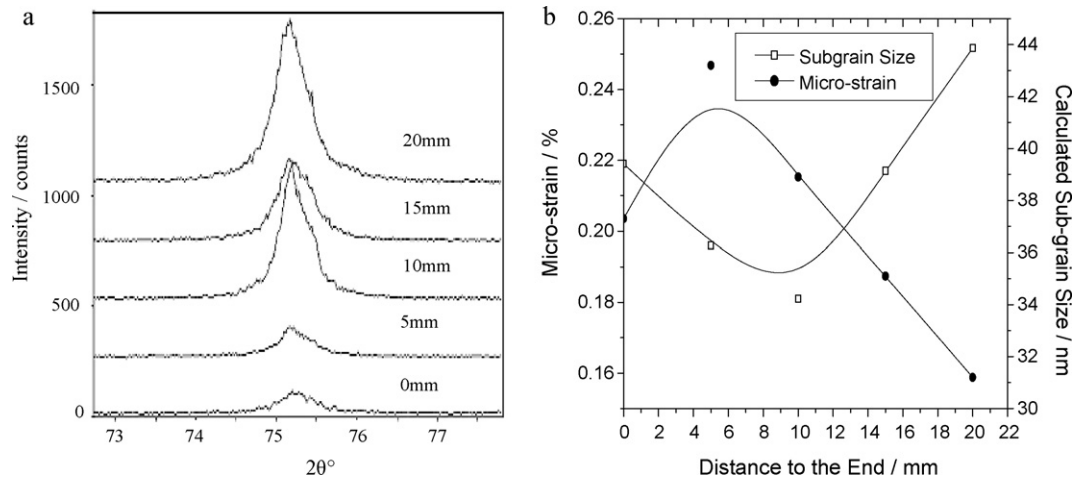 a
1500
1000
500
0
Intensity / counts
20mm
15mm
10mm
5mm
0mm
73 74 75 76 77
2θ°
b
0.26
0.24
0.22
0.20
0.18
0.16
Micro-strain / %
Subgrain Size
Micro-strain
44
42
40
38
36
34
32
30
Calculated Sub-grain Size / nm
0 2 4 6 8 10 12 14 16 18 20 22
Distance to the End / mm